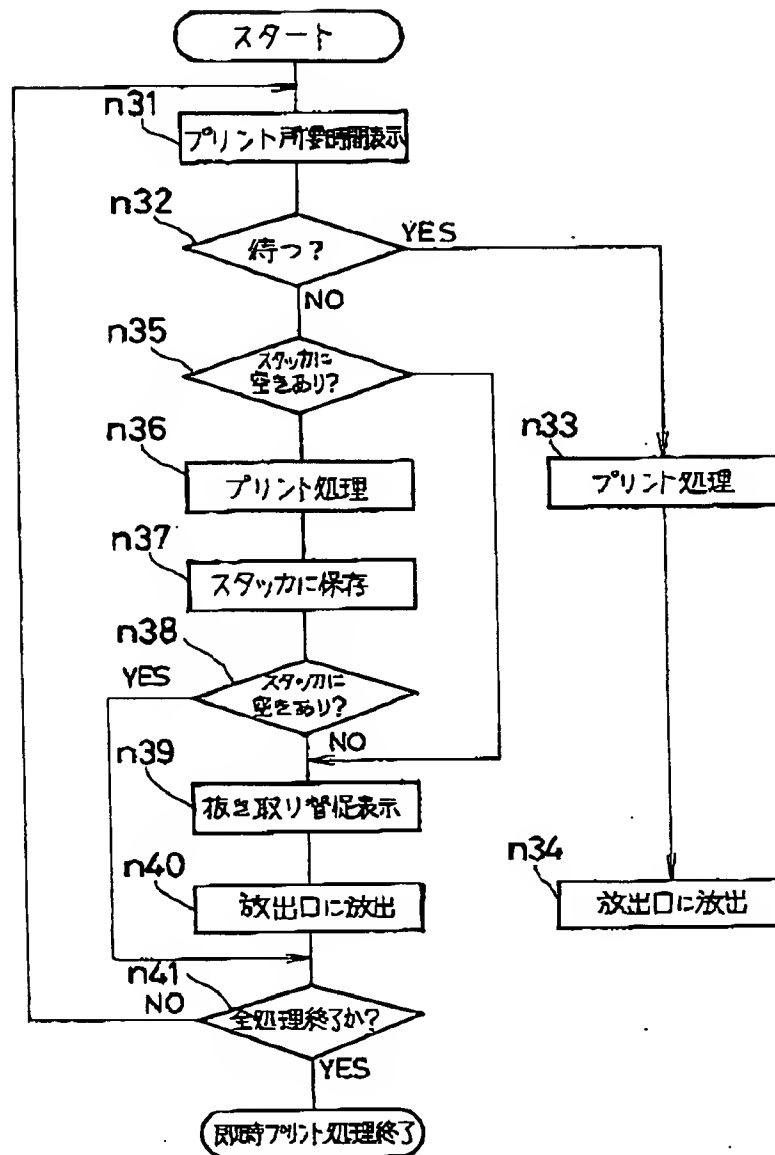 スタート
n31
プリント所要時間表示
n32
待つ?
YES
NO
n35
スタッカに
空きあり?
n36
プリント処理
n33
プリント処理
n37
スタッカに保存
n38
YES
スタッカに
空きあり?
NO
n39
抜き取り督促表示
n40
放出口に放出
n34
放出口に放出
n41
NO
全処理終了か?
YES
即時プリント処理終了